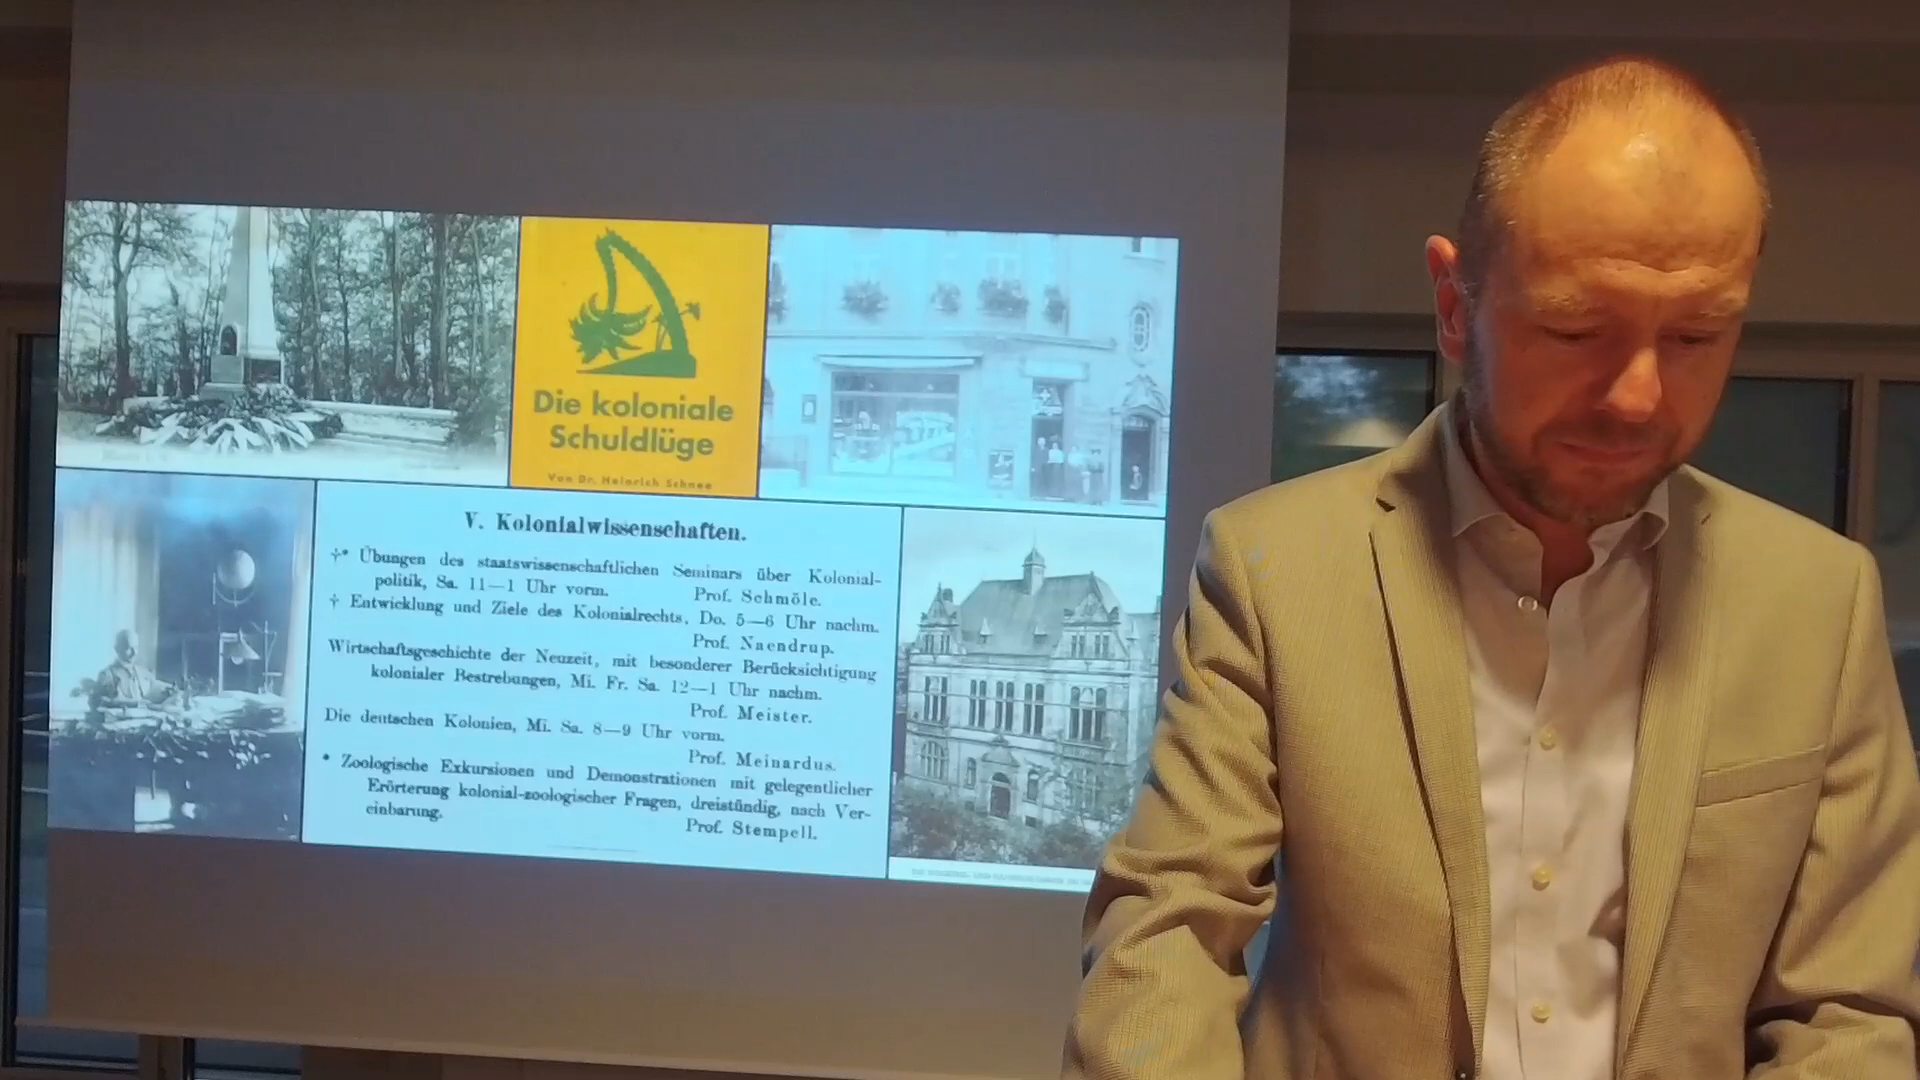 Die koloniale
Schuldlüge
Von Dr. Heinrich Schnee
V. Kolonialwissenschaften.
†* Übungen des staatswissenschaftlichen Seminars über Kolonial-
politik, Sa. 11—1 Uhr vorm. Prof. Schmöle.
† Entwicklung und Ziele des Kolonialrechts, Do. 5—6 Uhr nachm.
Prof. Naendrup.
Wirtschaftsgeschichte der Neuzeit, mit besonderer Berücksichtigung
kolonialer Bestrebungen, Mi. Fr. Sa. 12—1 Uhr nachm.
Prof. Meister.
Die deutschen Kolonien, Mi. Sa. 8—9 Uhr vorm.
Prof. Meinardus.
* Zoologische Exkursionen und Demonstrationen mit gelegentlicher
Erörterung kolonial-zoologischer Fragen, dreistündig, nach Ver-
einbarung. Prof. Stempell.